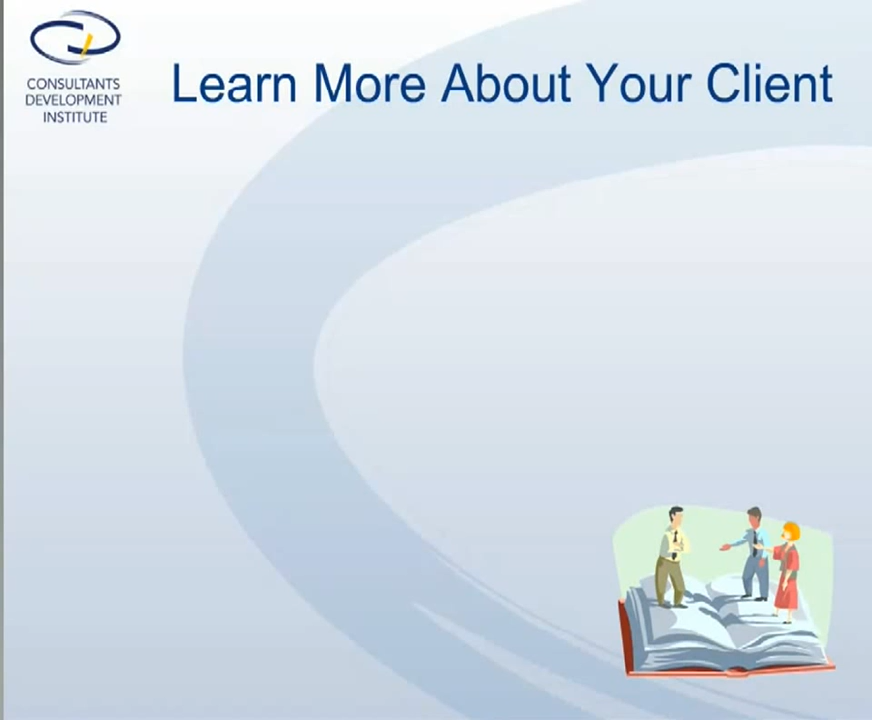 CONSULTANTS
DEVELOPMENT
INSTITUTE
Learn More About Your Client